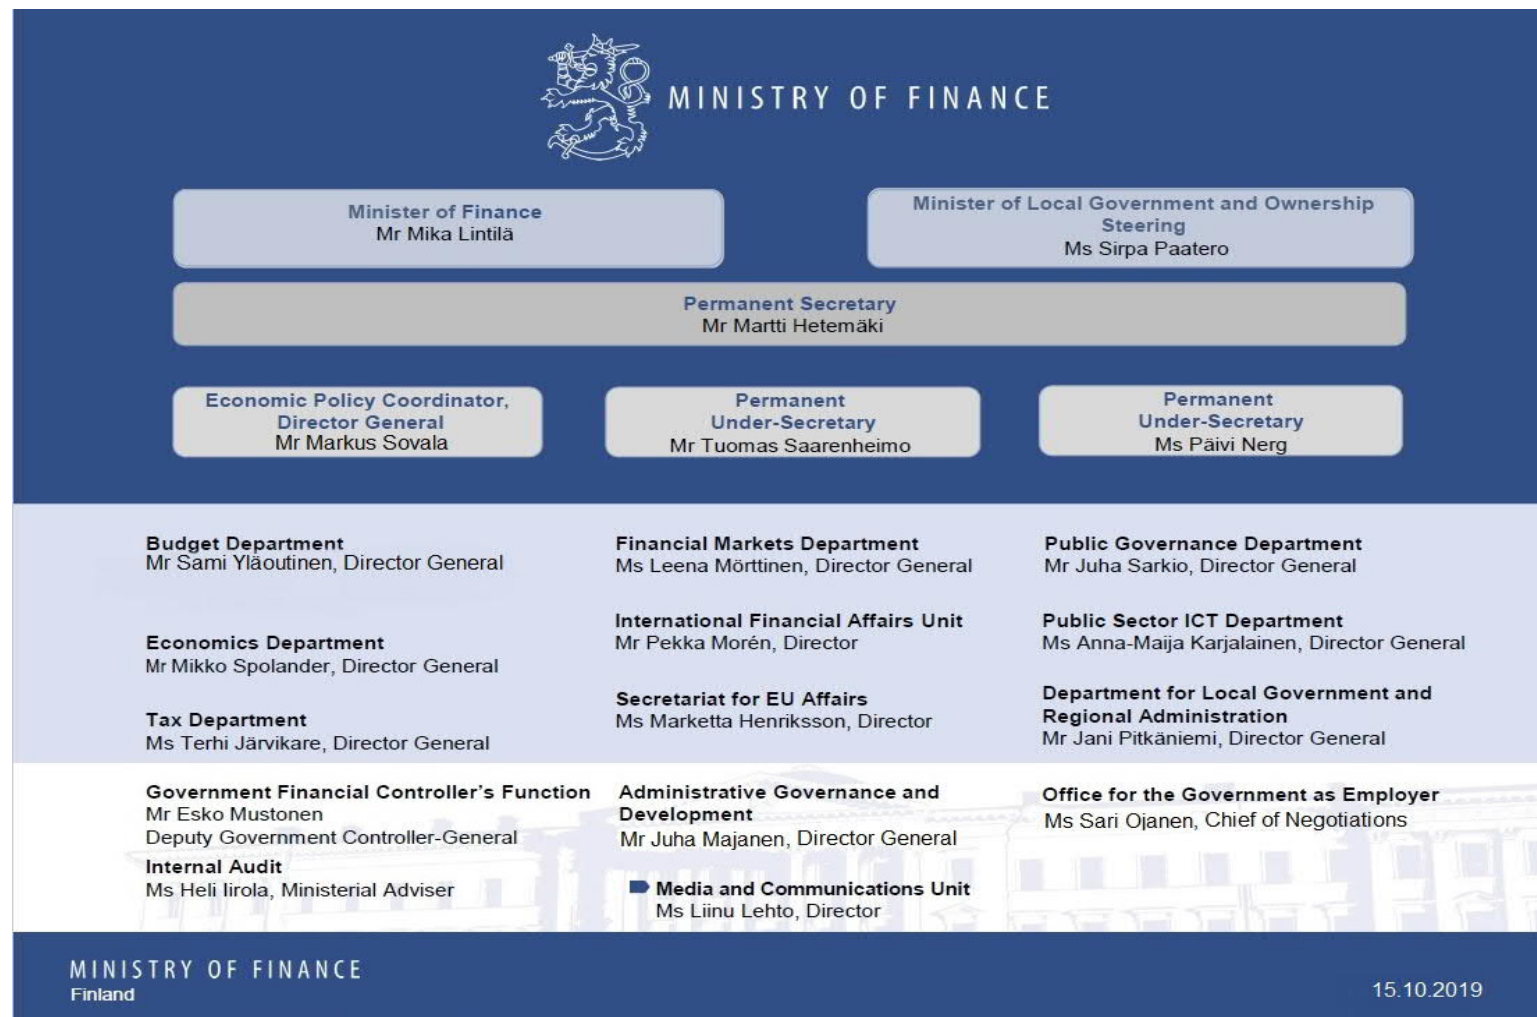 MINISTRY OF FINANCE
Minister of Finance
Mr Mika Lintilä
Minister of Local Government and Ownership
Steering
Ms Sirpa Paatero
Permanent Secretary
Mr Martti Hetemäki
Economic Policy Coordinator,
Director General
Mr Markus Sovala
Permanent
Under-Secretary
Mr Tuomas Saarenheimo
Permanent
Under-Secretary
Ms Päivi Nerg
Budget Department
Mr Sami Yläoutinen, Director General
Economics Department
Mr Mikko Spolander, Director General
Tax Department
Ms Terhi Järvikare, Director General
Financial Markets Department
Ms Leena Mörttinen, Director General
International Financial Affairs Unit
Mr Pekka Morén, Director
Secretariat for EU Affairs
Ms Marketta Henriksson, Director
Public Governance Department
Mr Juha Sarkio, Director General
Public Sector ICT Department
Ms Anna-Maija Karjalainen, Director General
Department for Local Government and
Regional Administration
Mr Jani Pitkäniemi, Director General
Government Financial Controller’s Function
Mr Esko Mustonen
Deputy Government Controller-General
Internal Audit
Ms Heli Iirola, Ministerial Adviser
Administrative Governance and
Development
Mr Juha Majanen, Director General
Media and Communications Unit
Ms Liinu Lehto, Director
Office for the Government as Employer
Ms Sari Ojanen, Chief of Negotiations
MINISTRY OF FINANCE
Finland
15.10.2019